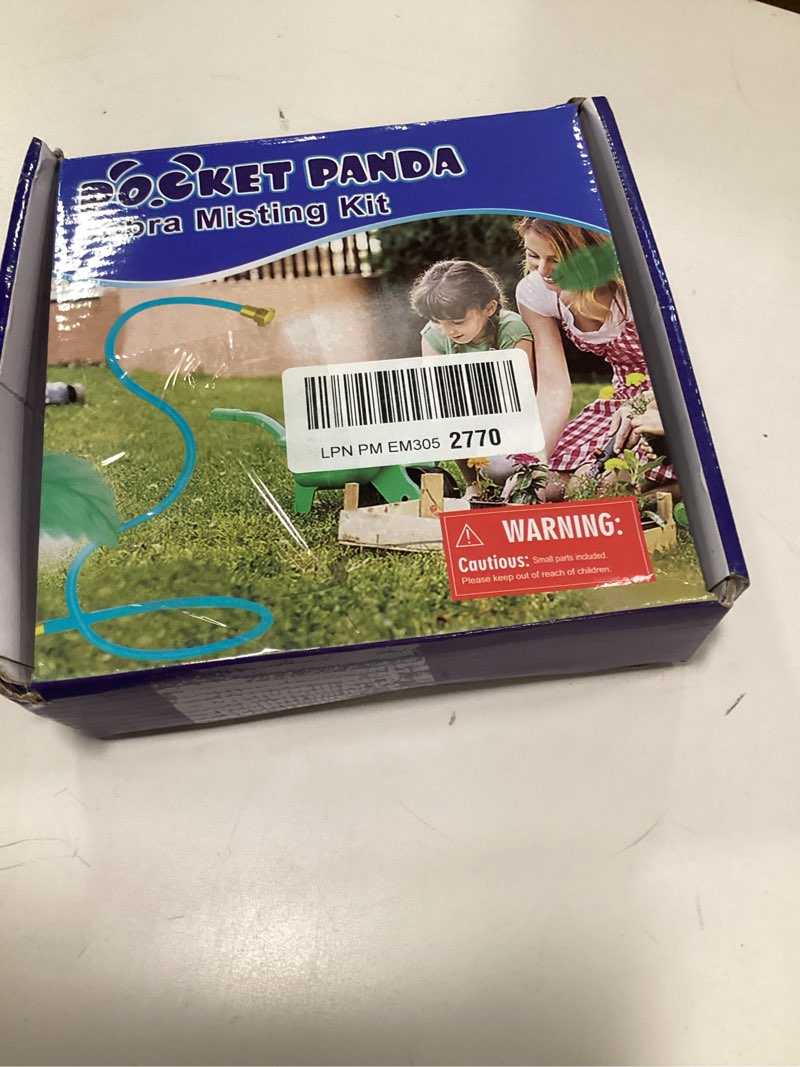 POCKET PANDA
Misting Kit
LPN PM EM305 2770
WARNING:
Cautious: Small parts included.
Please keep out of reach of children.